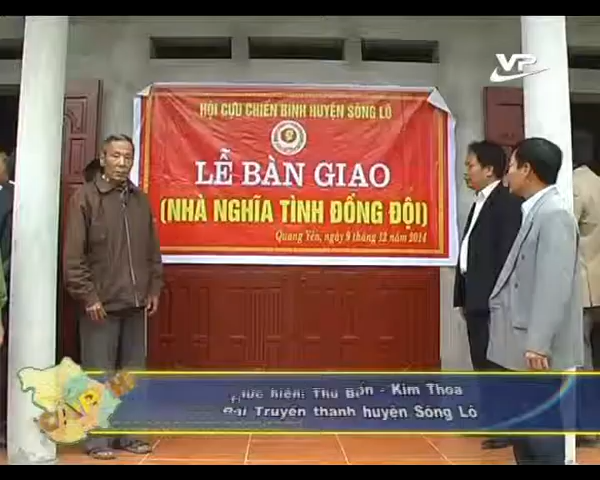 VP
HỘI CỰU CHIẾN BINH HUYỆN SÔNG LÔ
LỄ BÀN GIAO
(NHÀ NGHĨA TÌNH ĐỒNG ĐỘI)
Quang Yên, ngày 9 tháng 12 năm 2014
hiện: Thu - Kim Thoa
Đài Truyền thanh huyện Sông Lô